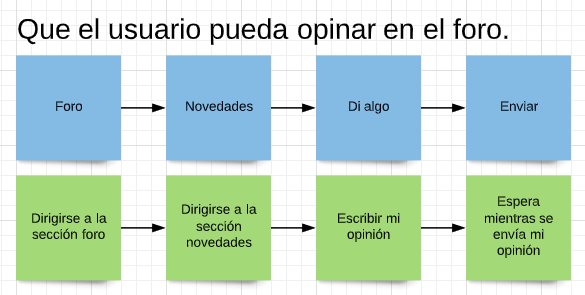 Que el usuario pueda opinar en el foro.
Foro
Novedades
Di algo
Enviar
Dirigirse a la
sección foro
Dirigirse a la
sección
novedades
Escribir mi
opinión
Espera
mientras se
envía mi
opinión